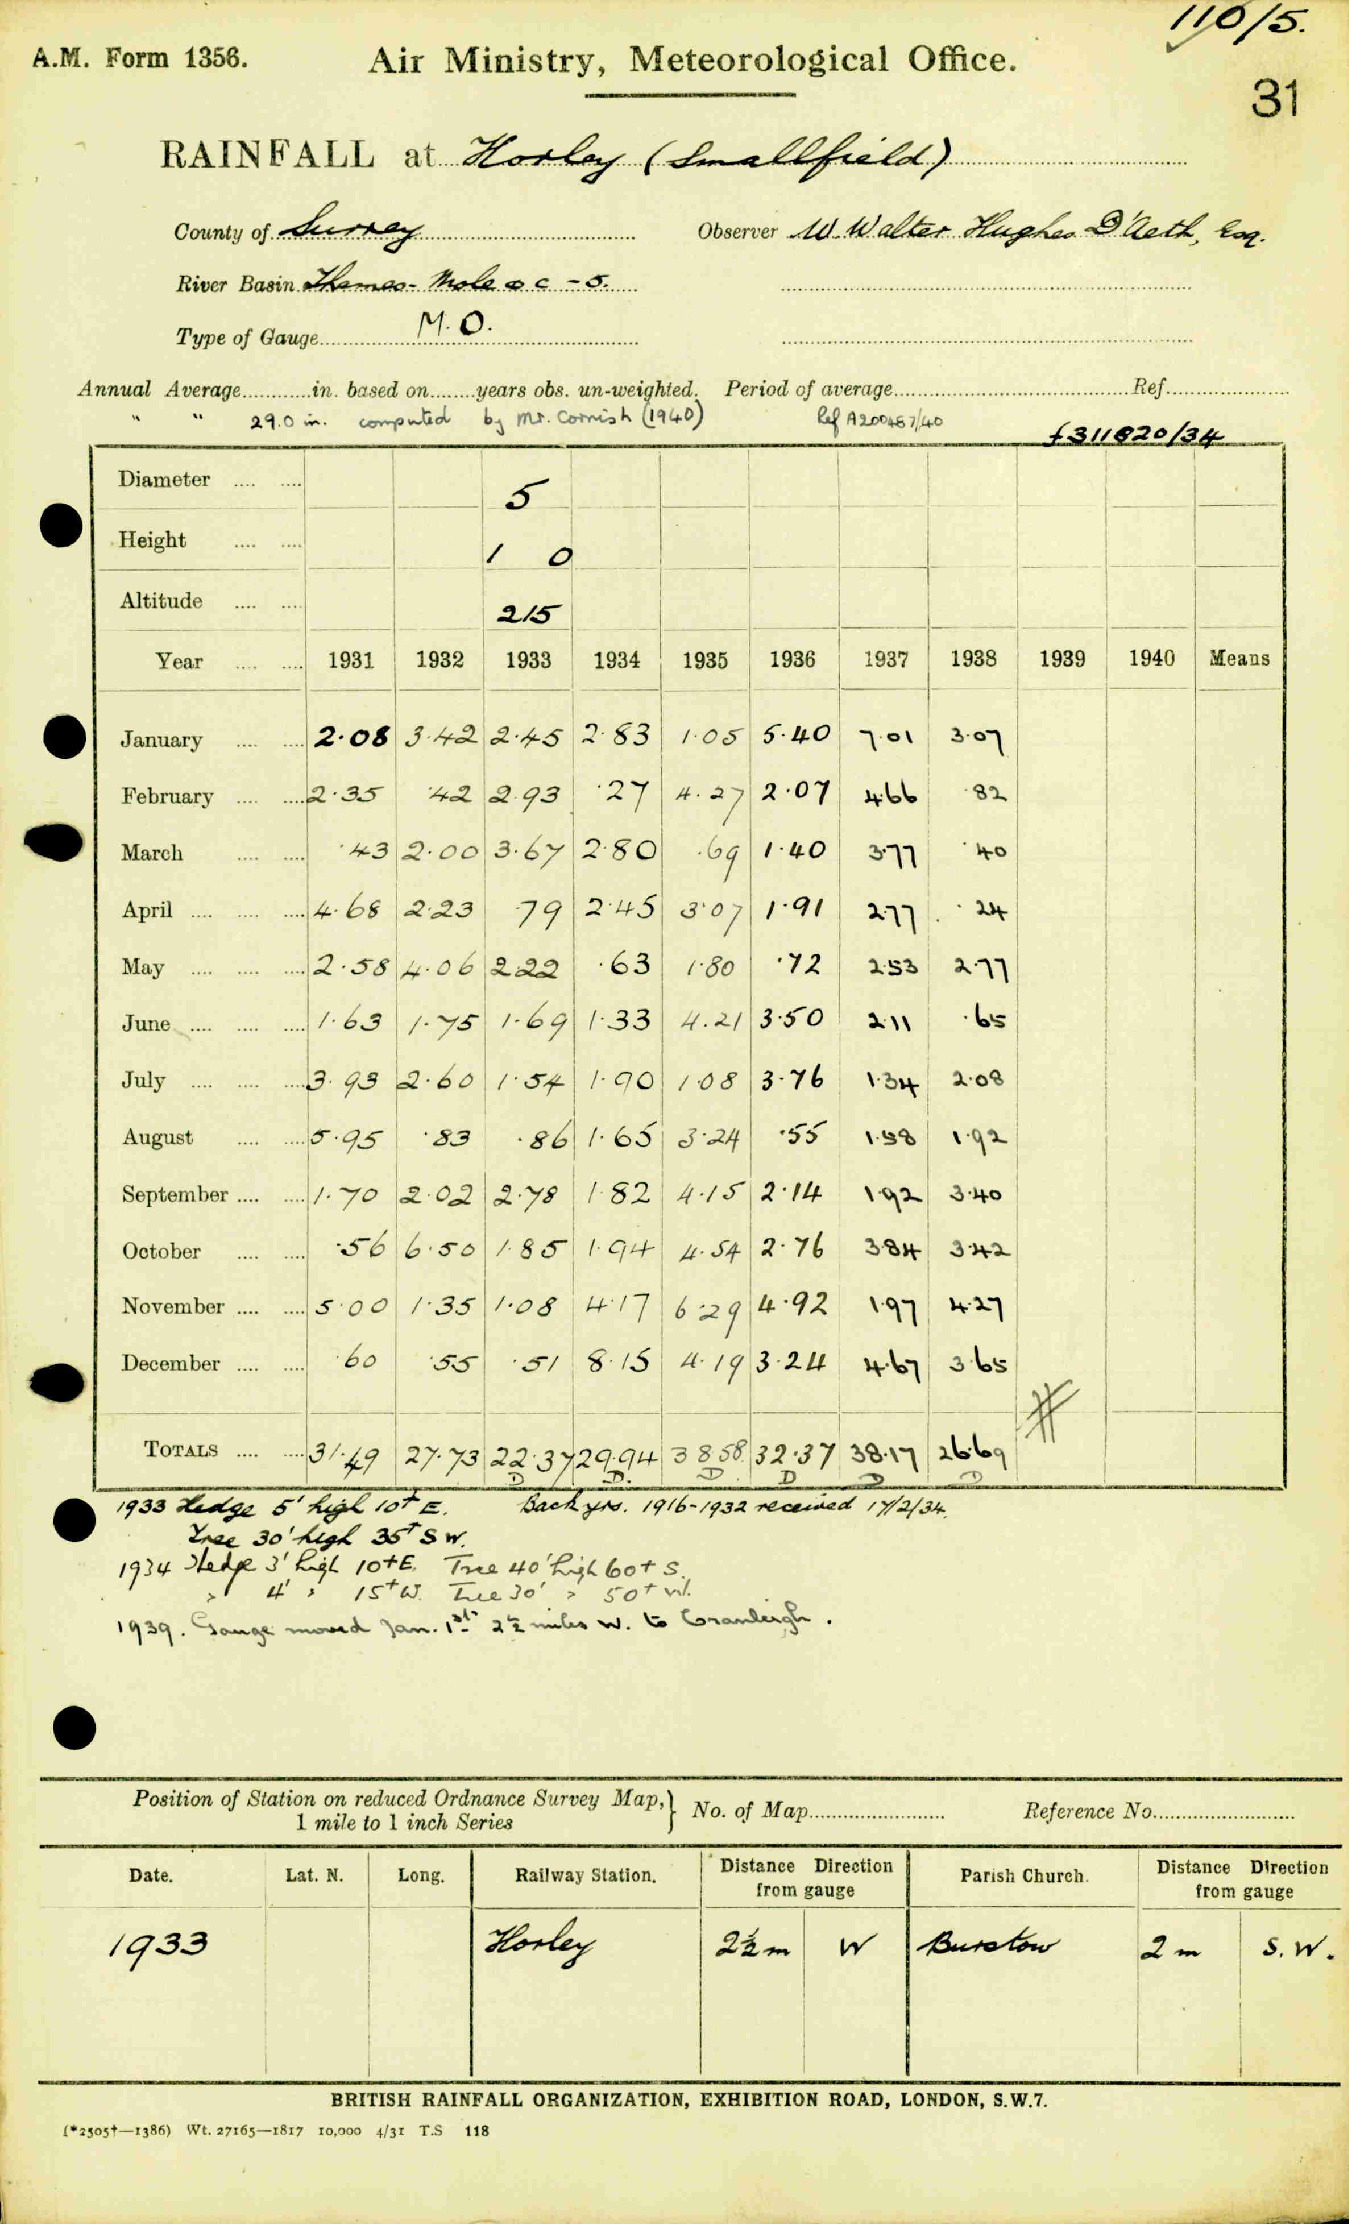 110/5.
A.M. Form 1356. Air Ministry, Meteorological Office.
31
RAINFALL at Horley (Smallfield)
County of Surrey Observer W. Walter Hughes D'Aeth, Esq.
River Basin Thames - Mole &c - 5.
Type of Gauge M.O.
Annual Average in. based on years obs. un-weighted. Period of average Ref.
" " 29.0 in. computed by Mr. Cornish (1940) Ref A200487/40
£311820/34
Diameter 5
Height 1 0
Altitude 215
Year 1931 1932 1933 1934 1935 1936 1937 1938 1939 1940 Means
January 2·08 3·42 2·45 2·83 1·05 5·40 7·01 3·07
February 2·35 ·42 2·93 ·27 4·27 2·07 4·66 ·82
March ·43 2·00 3·67 2·80 ·69 1·40 3·77 ·40
April 4·68 2·23 ·79 2·45 3·07 1·91 2·77 ·24
May 2·58 4·06 2·22 ·63 1·80 ·72 2·53 2·77
June 1·63 1·75 1·69 1·33 4·21 3·50 2·11 ·65
July 3·93 2·60 1·54 1·90 1·08 3·76 1·34 2·08
August 5·95 ·83 ·86 1·65 3·24 ·55 1·58 1·92
September 1·70 2·02 2·78 1·82 4·15 2·14 1·92 3·40
October ·56 6·50 1·85 1·94 4·54 2·76 3·84 3·42
November 5·00 1·35 1·08 4·17 6·29 4·92 1·97 4·27
December ·60 ·55 ·51 8·15 4·19 3·24 4·67 3·65
TOTALS 31·49 27·73 22·37 29·94 38·58 32·37 38·17 26·69
D D. D D D D
1933 Hedge 5' high 10+ E. Back yrs. 1916-1932 received 17/2/34.
Tree 30' high 35+ S W.
1934 Hedge 3' high 10+ E. Tree 40' high 60+ S.
" 4' " 15+ W. Tree 30' " 50+ W.
1939. Gauge moved Jan. 1st 2½ miles W. to Cranleigh.
Position of Station on reduced Ordnance Survey Map,} No. of Map Reference No.
1 mile to 1 inch Series
Date. Lat. N. Long. Railway Station. Distance Direction from gauge Parish Church. Distance Direction from gauge
1933 Horley 2½ m W Burstow 2 m S.W.
BRITISH RAINFALL ORGANIZATION, EXHIBITION ROAD, LONDON, S.W.7.
(*2505†—1386) Wt. 27165—1817 10,000 4/31 T.S 118